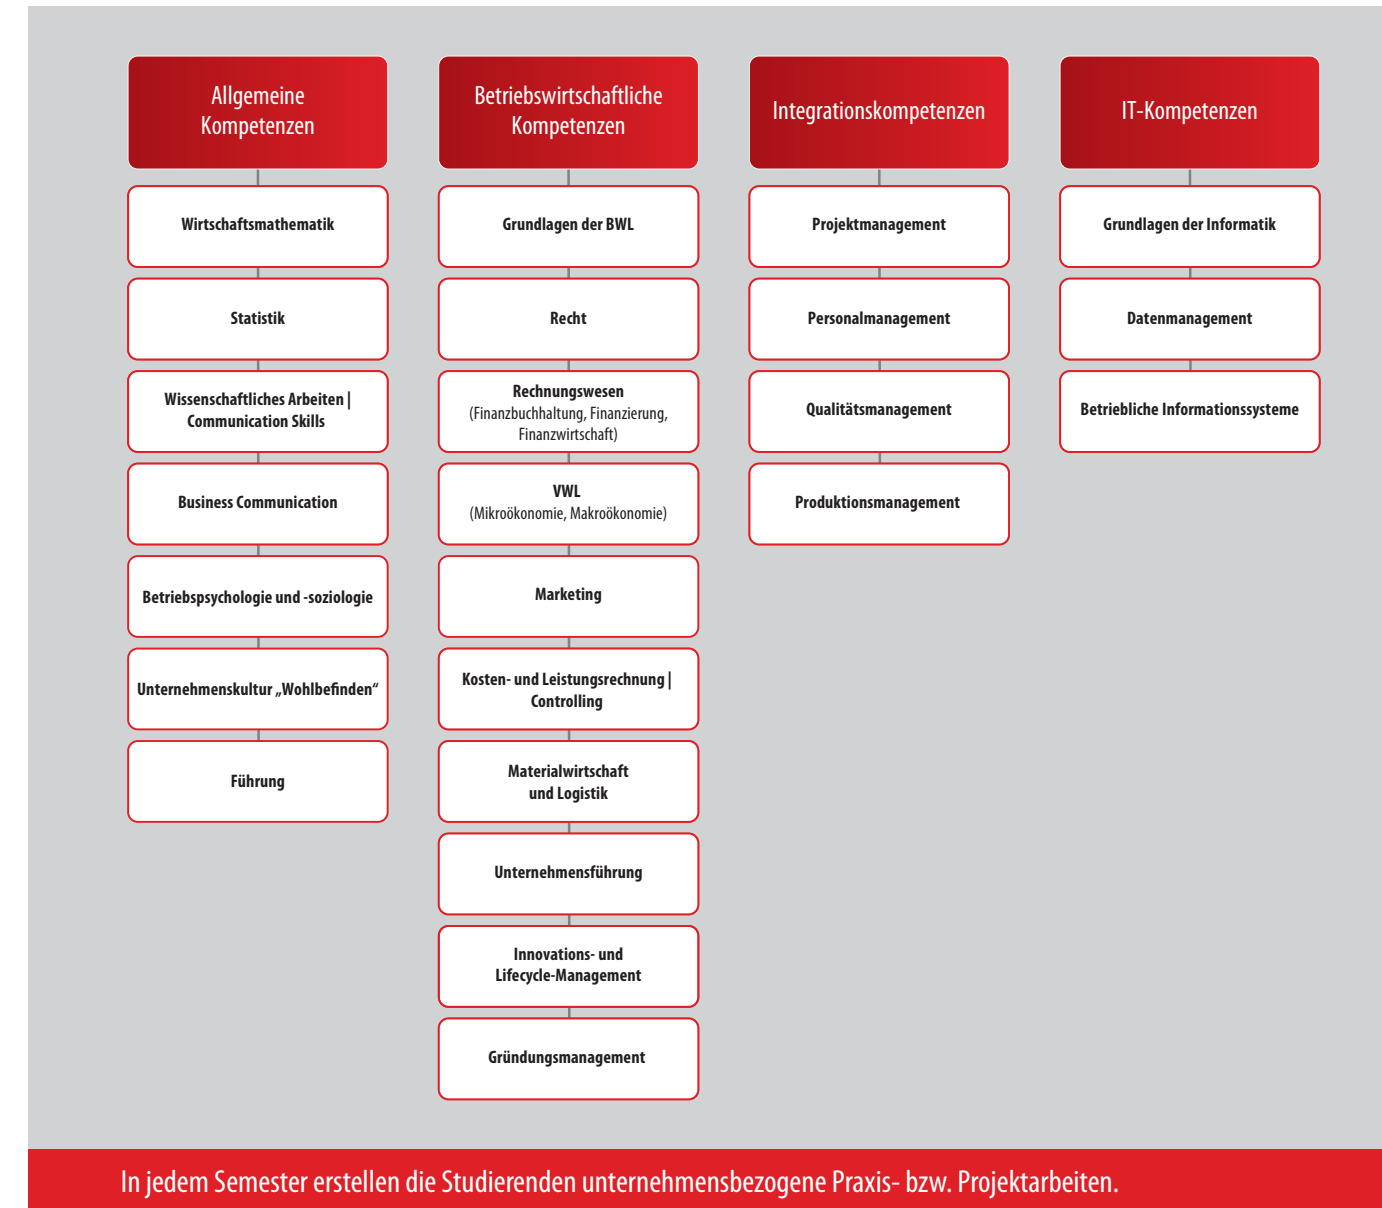 Allgemeine
Kompetenzen
Wirtschaftsmathematik
Statistik
Wissenschaftliches Arbeiten |
Communication Skills
Business Communication
Betriebspsychologie und -soziologie
Unternehmenskultur „Wohlbefinden“
Führung
Betriebswirtschaftliche
Kompetenzen
Grundlagen der BWL
Recht
Rechnungswesen
(Finanzbuchhaltung, Finanzierung,
Finanzwirtschaft)
VWL
(Mikroökonomie, Makroökonomie)
Marketing
Kosten- und Leistungsrechnung |
Controlling
Materialwirtschaft
und Logistik
Unternehmensführung
Innovations- und
Lifecycle-Management
Gründungsmanagement
Integrationskompetenzen
Projektmanagement
Personalmanagement
Qualitätsmanagement
Produktionsmanagement
IT-Kompetenzen
Grundlagen der Informatik
Datenmanagement
Betriebliche Informationssysteme
In jedem Semester erstellen die Studierenden unternehmensbezogene Praxis- bzw. Projektarbeiten.